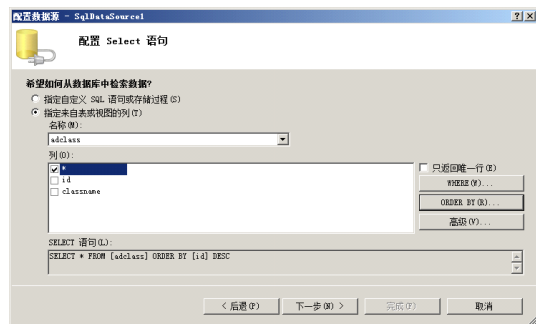 配置数据源 - SqlDataSource1
配置 Select 语句
希望如何从数据库中检索数据?
指定自定义 SQL 语句或存储过程(S)
指定来自表或视图的列(T)
名称(M):
adclass
列(O):
*
id
classname
只返回唯一行(E)
WHERE(W)...
ORDER BY(R)...
高级(V)...
SELECT 语句(L):
SELECT * FROM [adclass] ORDER BY [id] DESC
< 后退(P)
下一步(N) >
完成(F)
取消